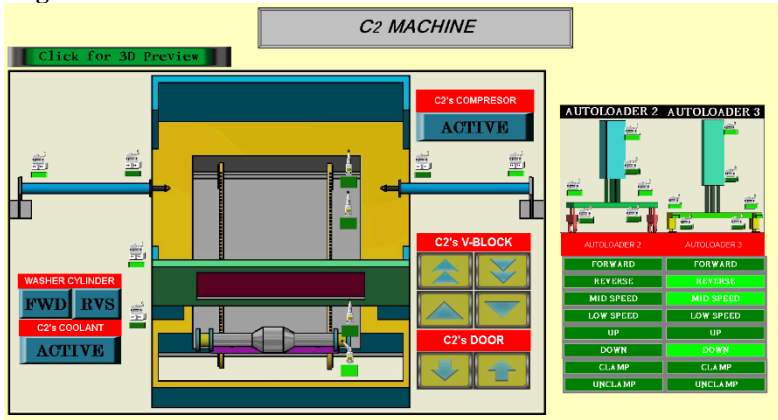 C2 MACHINE
Click for 3D Preview
C2's COMPRESOR
ACTIVE
AUTOLOADER 2 AUTOLOADER 3
C2's V-BLOCK
WASHER CYLINDER
FWD RVS
C2's COOLANT
ACTIVE
C2's DOOR
AUTOLOADER 2 AUTOLOADER 3
FORWARD FORWARD
REVERSE REVERSE
MID SPEED MID SPEED
LOW SPEED LOW SPEED
UP UP
DOWN DOWN
CLAMP CLAMP
UNCLAMP UNCLAMP